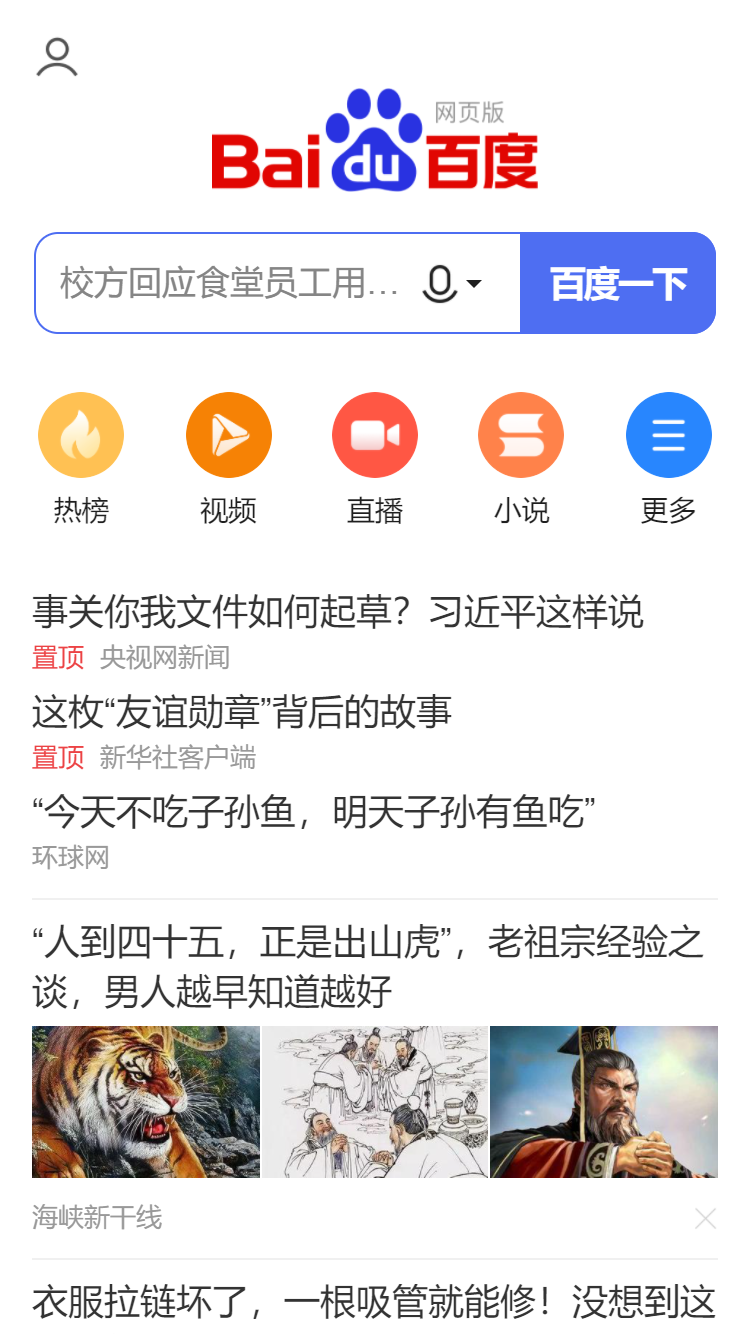 网页版
Bai du 百度
校方回应食堂员工用...
百度一下
热榜 视频 直播 小说 更多
事关你我文件如何起草？习近平这样说
置顶 央视网新闻
这枚“友谊勋章”背后的故事
置顶 新华社客户端
“今天不吃子孙鱼，明天子孙有鱼吃”
环球网
“人到四十五，正是出山虎”，老祖宗经验之
谈，男人越早知道越好
海峡新干线
衣服拉链坏了，一根吸管就能修！没想到这